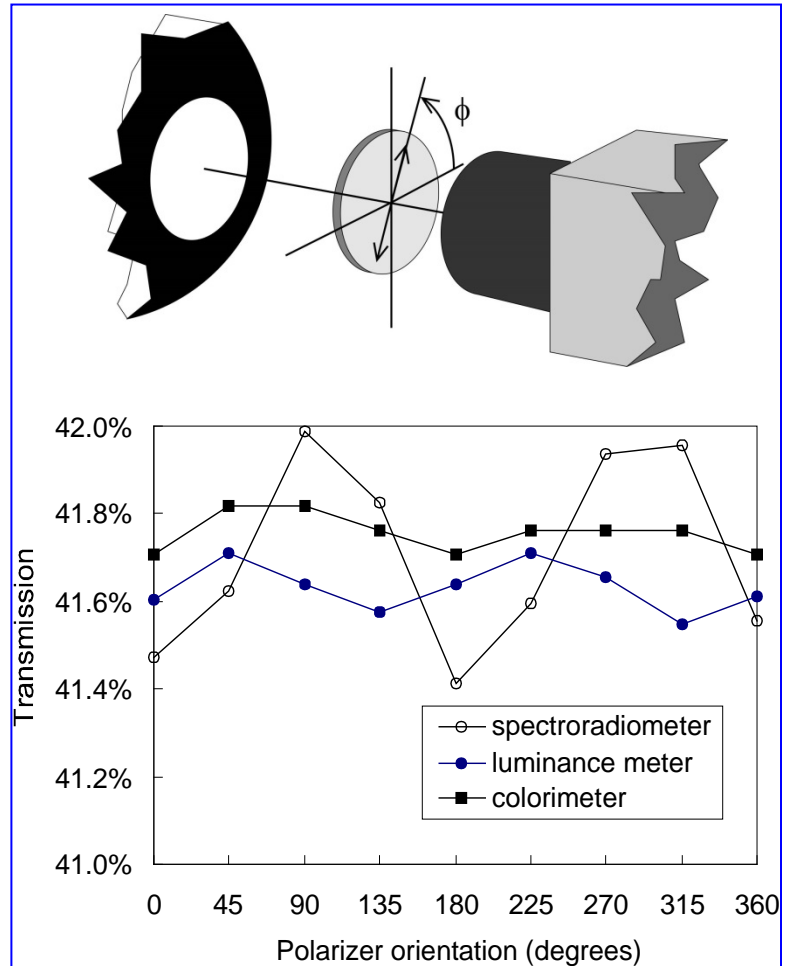 ϕ
42.0%
41.8%
41.6%
41.4%
41.2%
41.0%
Transmission
spectroradiometer
luminance meter
colorimeter
0 45 90 135 180 225 270 315 360
Polarizer orientation (degrees)